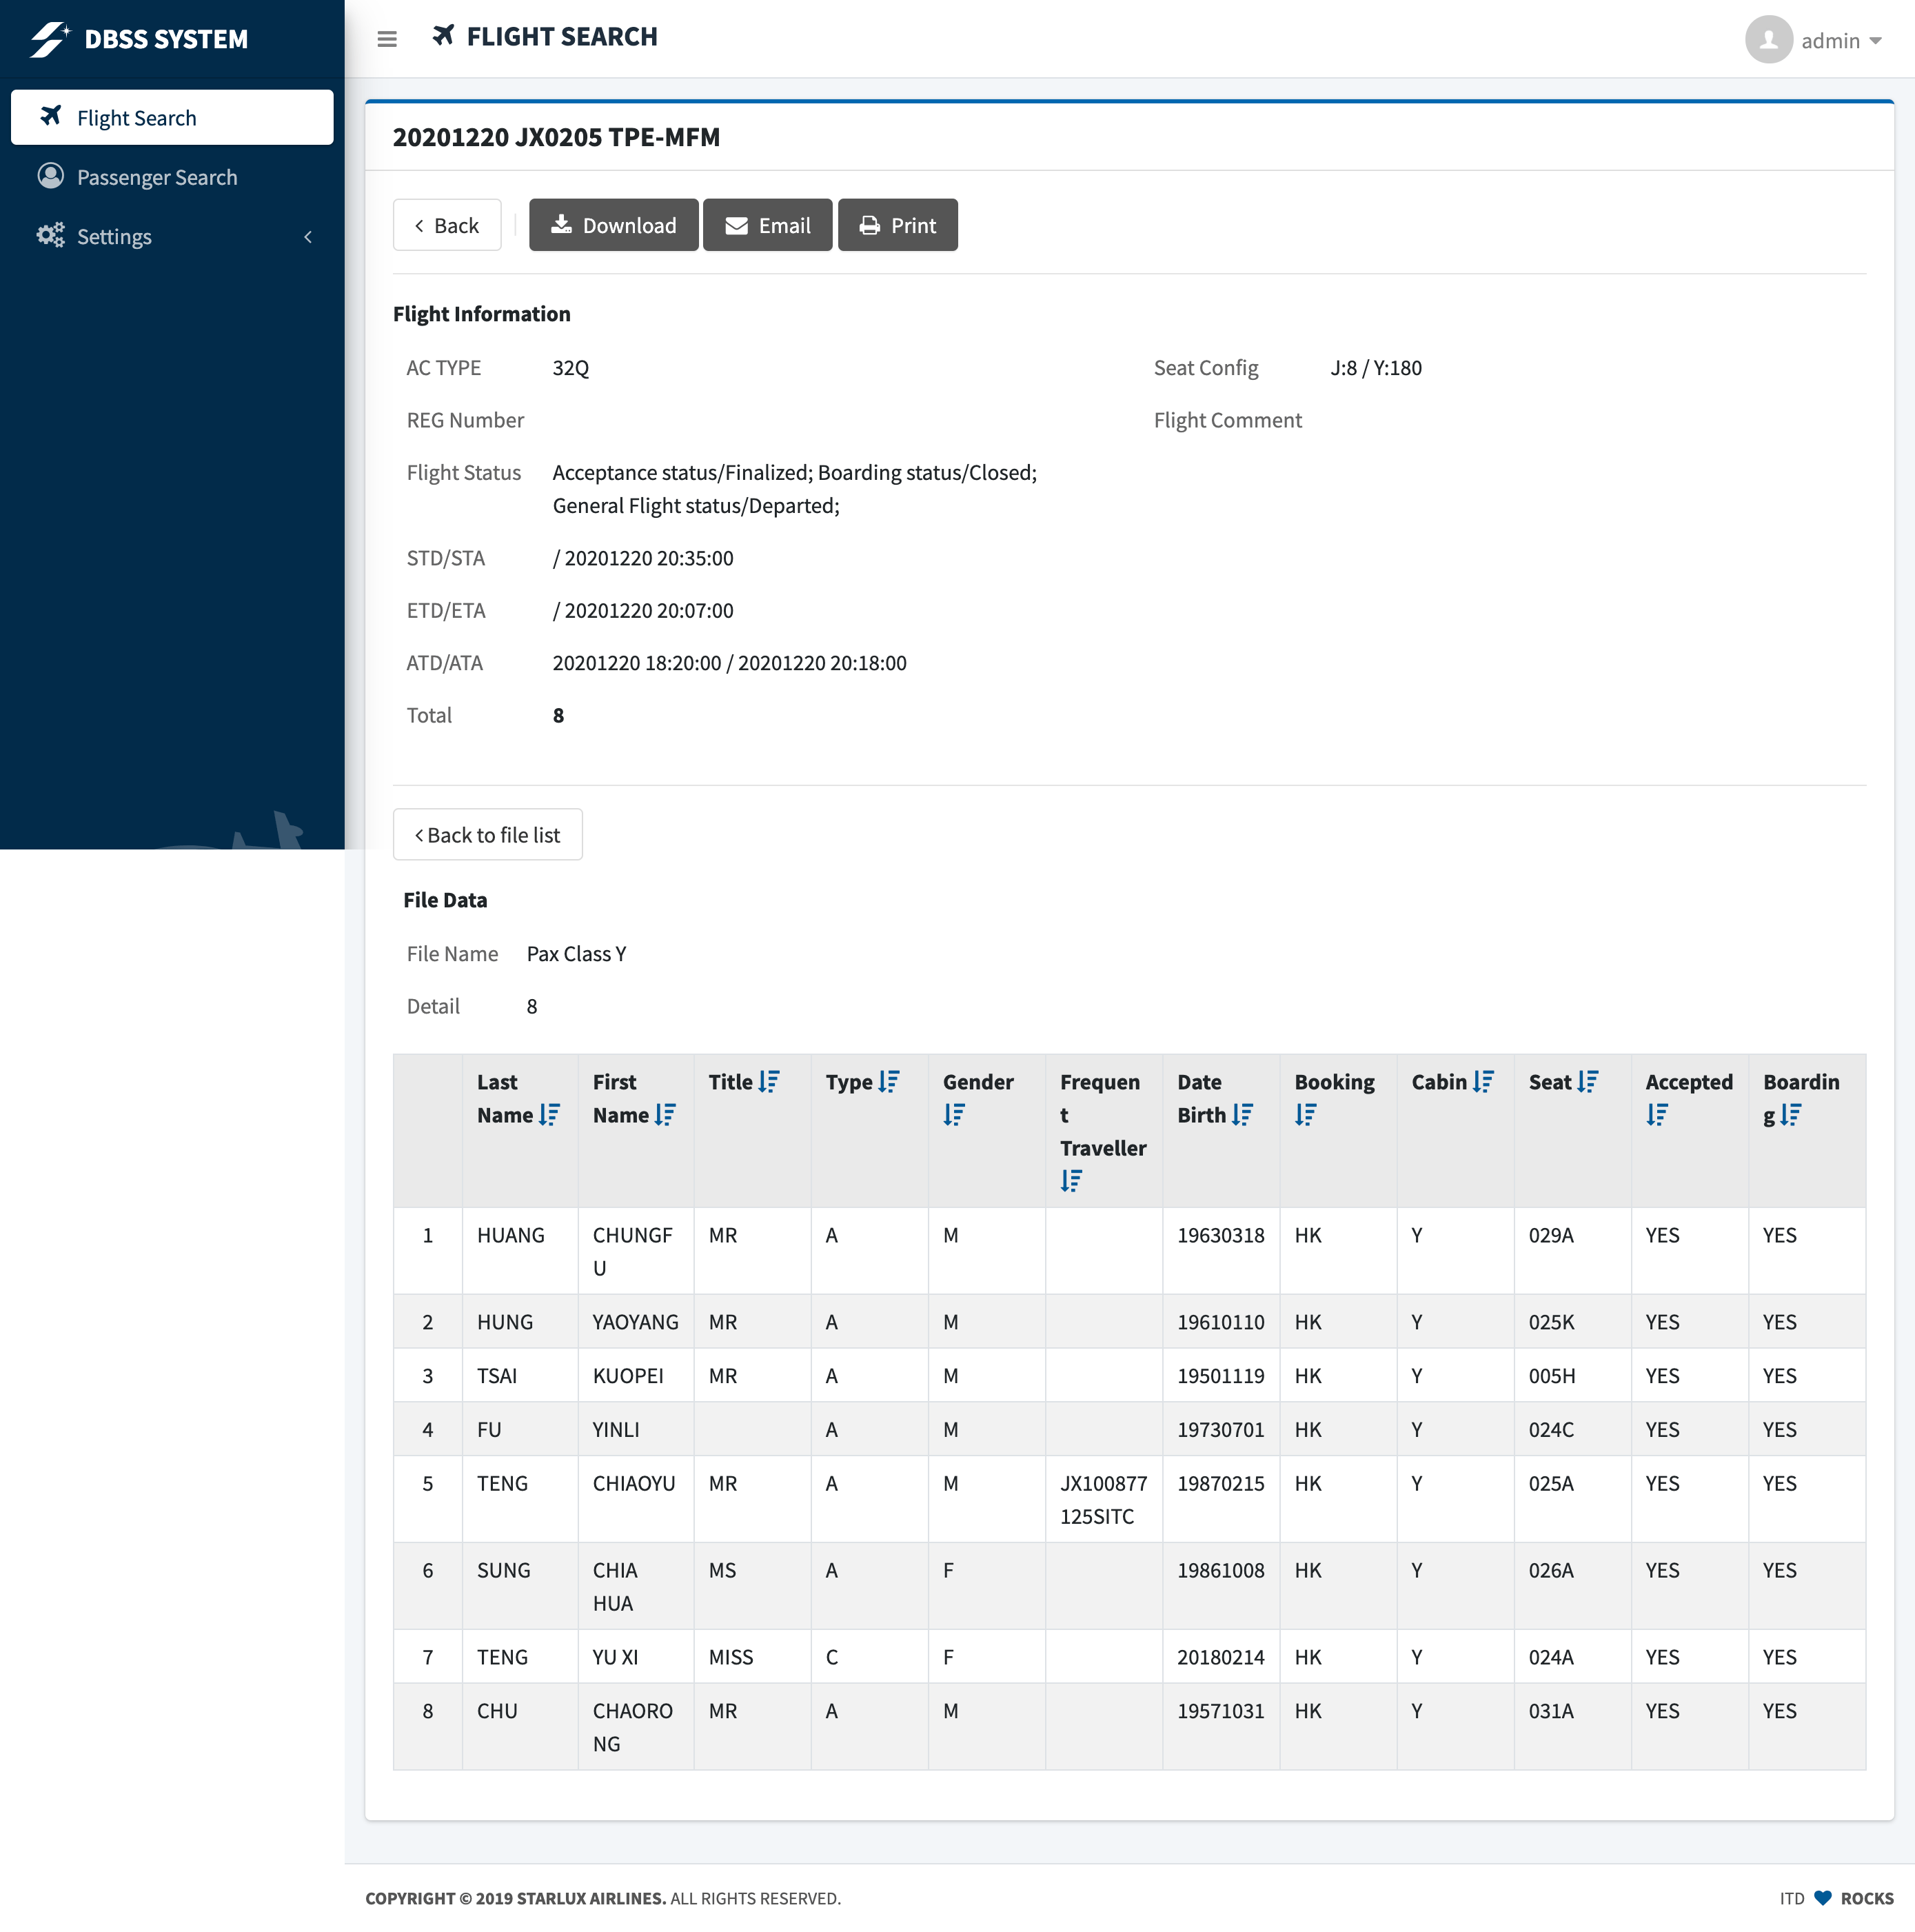 DBSS SYSTEM
FLIGHT SEARCH
admin
Flight Search
Passenger Search
Settings
20201220 JX0205 TPE-MFM
Back
Download
Email
Print
Flight Information
AC TYPE 32Q
Seat Config J:8 / Y:180
REG Number
Flight Comment
Flight Status Acceptance status/Finalized; Boarding status/Closed;
General Flight status/Departed;
STD/STA / 20201220 20:35:00
ETD/ETA / 20201220 20:07:00
ATD/ATA 20201220 18:20:00 / 20201220 20:18:00
Total 8
Back to file list
File Data
File Name Pax Class Y
Detail 8
Last First Title Type Gender Frequen Date Booking Cabin Seat Accepted Boardin
Name Name t Birth g
Traveller
1 HUANG CHUNGF MR A M 19630318 HK Y 029A YES YES
U
2 HUNG YAOYANG MR A M 19610110 HK Y 025K YES YES
3 TSAI KUOPEI MR A M 19501119 HK Y 005H YES YES
4 FU YINLI A M 19730701 HK Y 024C YES YES
5 TENG CHIAOYU MR A M JX100877 19870215 HK Y 025A YES YES
125SITC
6 SUNG CHIA MS A F 19861008 HK Y 026A YES YES
HUA
7 TENG YU XI MISS C F 20180214 HK Y 024A YES YES
8 CHU CHAORO MR A M 19571031 HK Y 031A YES YES
NG
COPYRIGHT © 2019 STARLUX AIRLINES. ALL RIGHTS RESERVED.
ITD ROCKS